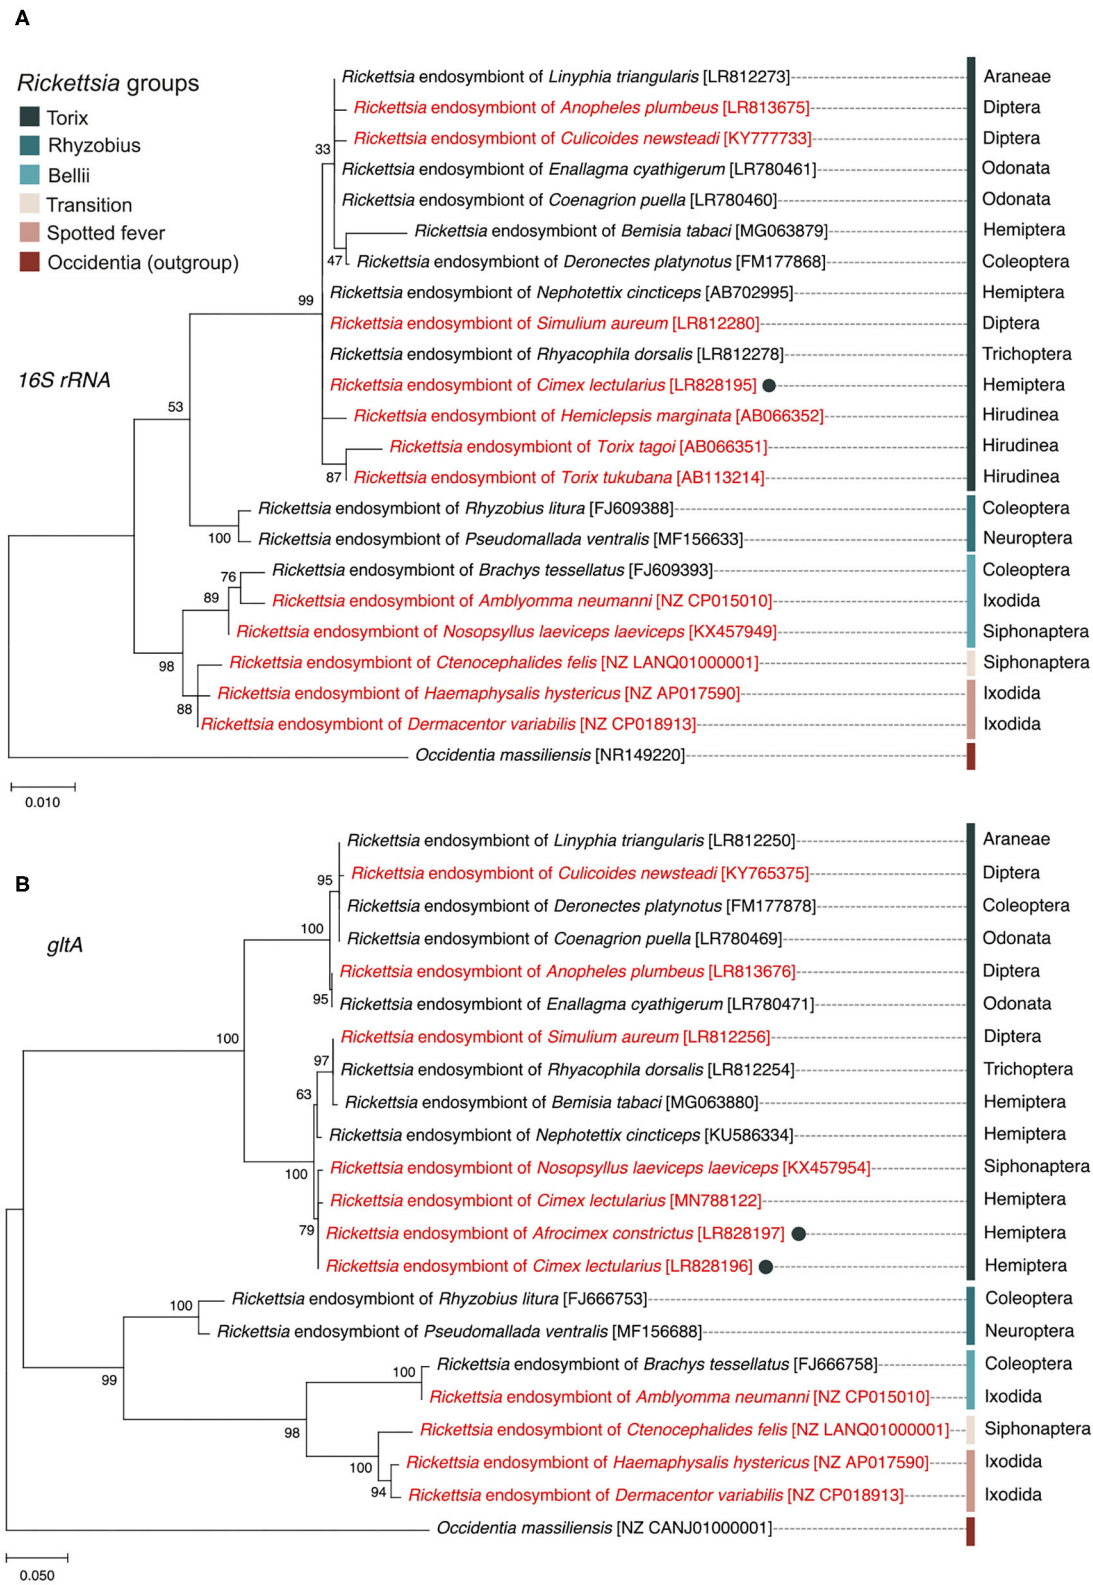 A
Rickettsia groups
Torix
Rhyzobius
Bellii
Transition
Spotted fever
Occidentia (outgroup)
16S rRNA
Rickettsia endosymbiont of Linyphia triangularis [LR812273] Araneae
Rickettsia endosymbiont of Anopheles plumbeus [LR813675] Diptera
Rickettsia endosymbiont of Culicoides newsteadi [KY777733] Diptera
33
Rickettsia endosymbiont of Enallagma cyathigerum [LR780461] Odonata
Rickettsia endosymbiont of Coenagrion puella [LR780460] Odonata
Rickettsia endosymbiont of Bemisia tabaci [MG063879] Hemiptera
47 Rickettsia endosymbiont of Deronectes platynotus [FM177868] Coleoptera
99 Rickettsia endosymbiont of Nephotettix cincticeps [AB702995] Hemiptera
Rickettsia endosymbiont of Simulium aureum [LR812280] Diptera
Rickettsia endosymbiont of Rhyacophila dorsalis [LR812278] Trichoptera
Rickettsia endosymbiont of Cimex lectularius [LR828195] Hemiptera
53
Rickettsia endosymbiont of Hemiclepsis marginata [AB066352] Hirudinea
Rickettsia endosymbiont of Torix tagoi [AB066351] Hirudinea
87 Rickettsia endosymbiont of Torix tukubana [AB113214] Hirudinea
Rickettsia endosymbiont of Rhyzobius litura [FJ609388] Coleoptera
100 Rickettsia endosymbiont of Pseudomallada ventralis [MF156633] Neuroptera
76 Rickettsia endosymbiont of Brachys tessellatus [FJ609393] Coleoptera
89 Rickettsia endosymbiont of Amblyomma neumanni [NZ CP015010] Ixodida
Rickettsia endosymbiont of Nosopsyllus laeviceps laeviceps [KX457949] Siphonaptera
98 Rickettsia endosymbiont of Ctenocephalides felis [NZ LANQ01000001] Siphonaptera
Rickettsia endosymbiont of Haemaphysalis hystericus [NZ AP017590] Ixodida
88
Rickettsia endosymbiont of Dermacentor variabilis [NZ CP018913] Ixodida
Occidentia massiliensis [NR149220]
0.010
B
gltA
Rickettsia endosymbiont of Linyphia triangularis [LR812250] Araneae
95 Rickettsia endosymbiont of Culicoides newsteadi [KY765375] Diptera
Rickettsia endosymbiont of Deronectes platynotus [FM177878] Coleoptera
100
Rickettsia endosymbiont of Coenagrion puella [LR780469] Odonata
Rickettsia endosymbiont of Anopheles plumbeus [LR813676] Diptera
95 Rickettsia endosymbiont of Enallagma cyathigerum [LR780471] Odonata
100 Rickettsia endosymbiont of Simulium aureum [LR812256] Diptera
97 Rickettsia endosymbiont of Rhyacophila dorsalis [LR812254] Trichoptera
63 Rickettsia endosymbiont of Bemisia tabaci [MG063880] Hemiptera
Rickettsia endosymbiont of Nephotettix cincticeps [KU586334] Hemiptera
100 Rickettsia endosymbiont of Nosopsyllus laeviceps laeviceps [KX457954] Siphonaptera
Rickettsia endosymbiont of Cimex lectularius [MN788122] Hemiptera
79 Rickettsia endosymbiont of Afrocimex constrictus [LR828197] Hemiptera
Rickettsia endosymbiont of Cimex lectularius [LR828196] Hemiptera
100 Rickettsia endosymbiont of Rhyzobius litura [FJ666753] Coleoptera
Rickettsia endosymbiont of Pseudomallada ventralis [MF156688] Neuroptera
100 Rickettsia endosymbiont of Brachys tessellatus [FJ666758] Coleoptera
99
Rickettsia endosymbiont of Amblyomma neumanni [NZ CP015010] Ixodida
98 Rickettsia endosymbiont of Ctenocephalides felis [NZ LANQ01000001] Siphonaptera
100 Rickettsia endosymbiont of Haemaphysalis hystericus [NZ AP017590] Ixodida
94 Rickettsia endosymbiont of Dermacentor variabilis [NZ CP018913] Ixodida
Occidentia massiliensis [NZ CANJ01000001]
0.050